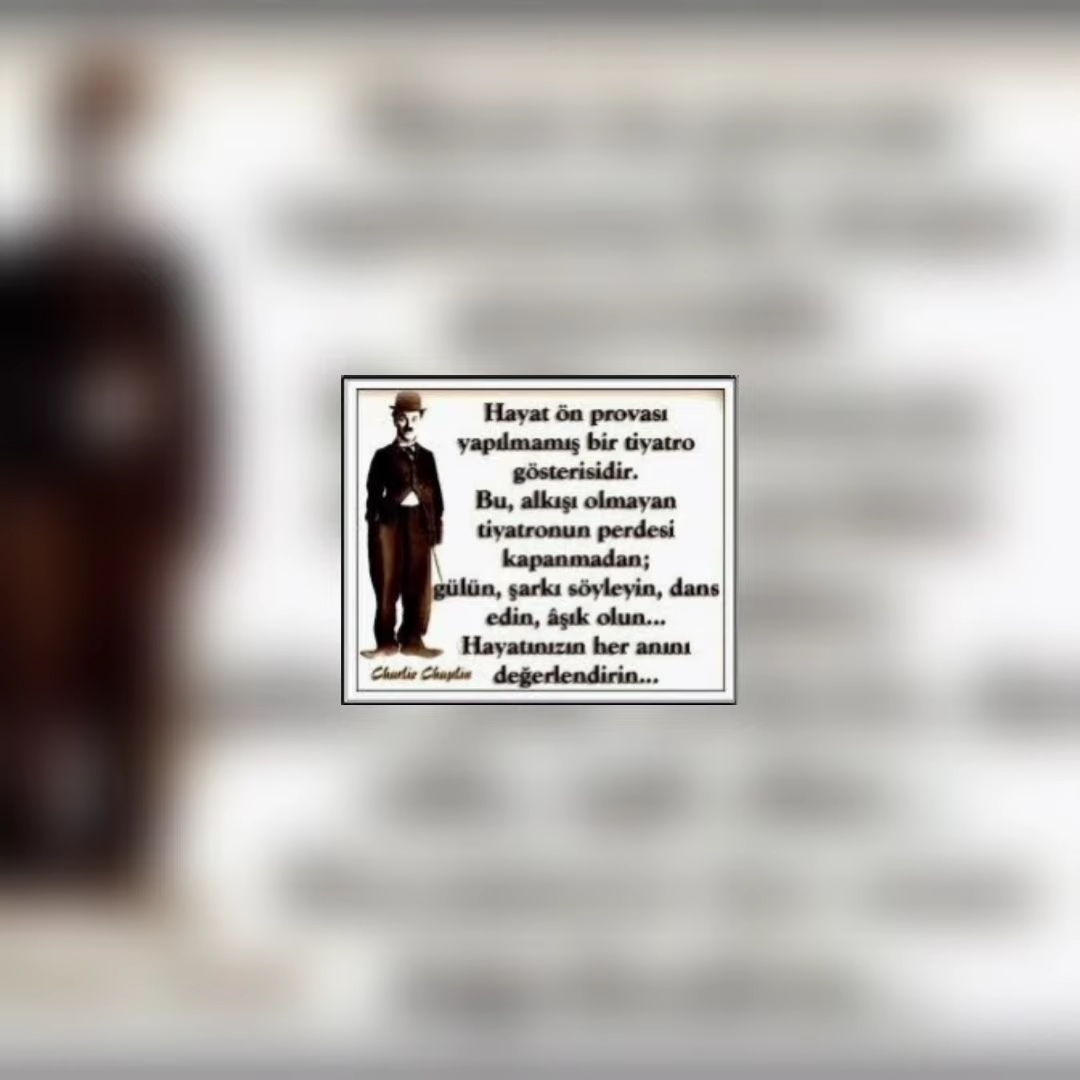 Hayat ön provası
yapılmamış bir tiyatro
gösterisidir.
Bu, alkışı olmayan
tiyatronun perdesi
kapanmadan;
gülün, şarkı söyleyin, dans
edin, âşık olun...
Hayatınızın her anını
değerlendirin...
Charlie Chaplin